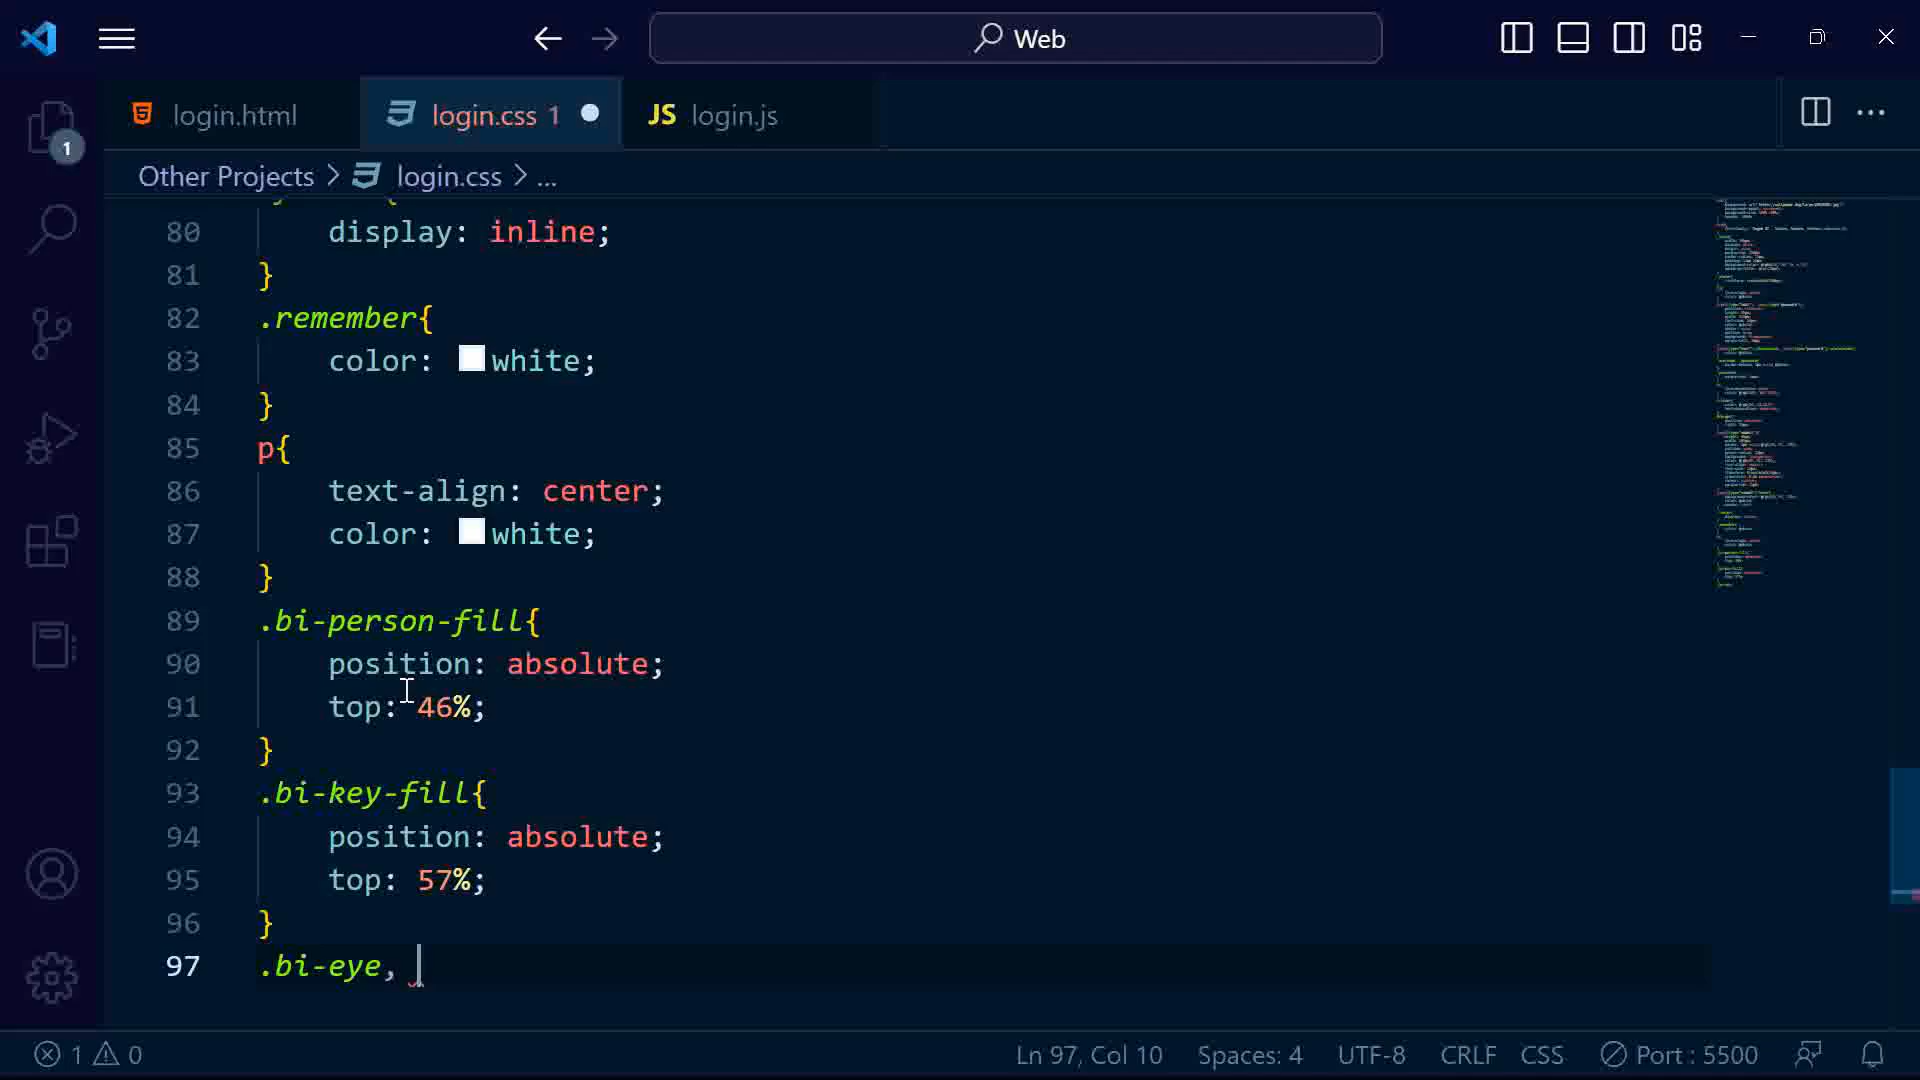 Web
login.html
login.css 1
JS login.js
1
Other Projects > login.css > ...
80 display: inline;
81 }
82 .remember{
83 color: white;
84 }
85 p{
86 text-align: center;
87 color: white;
88 }
89 .bi-person-fill{
90 position: absolute;
91 top: 46%;
92 }
93 .bi-key-fill{
94 position: absolute;
95 top: 57%;
96 }
97 .bi-eye,
1 0 Ln 97, Col 10 Spaces: 4 UTF-8 CRLF CSS Port : 5500